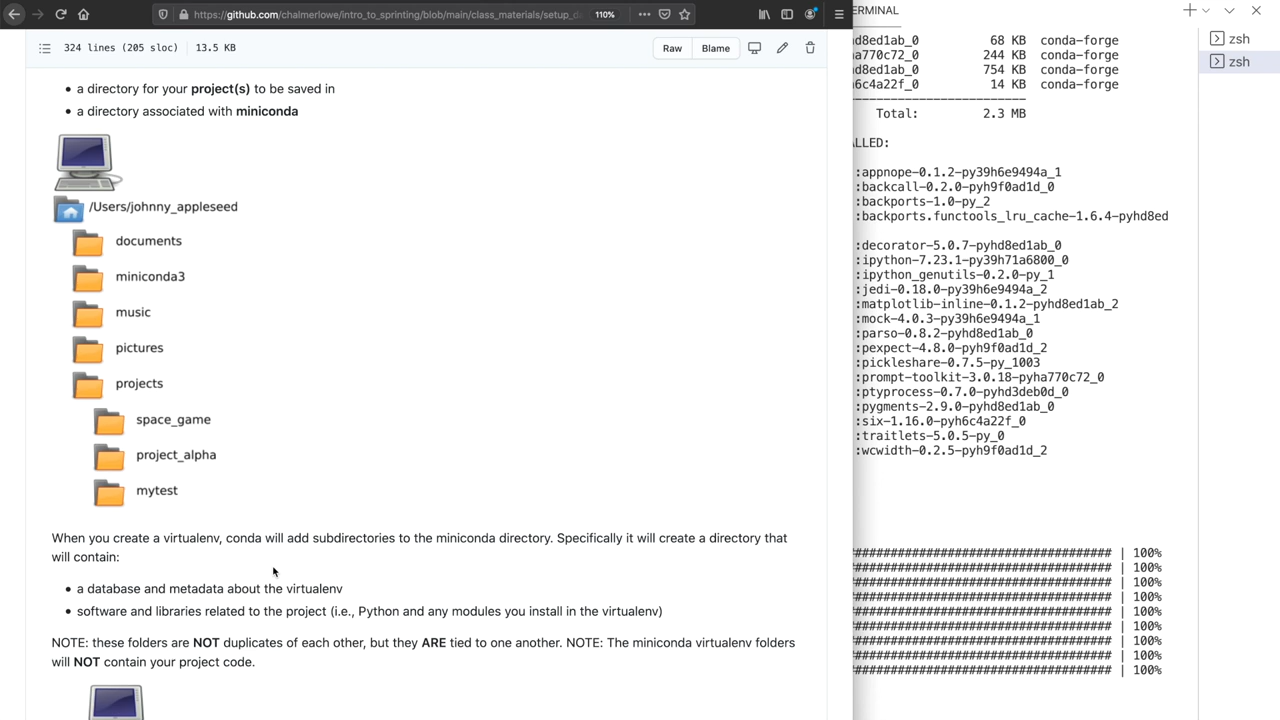 https://github.com/chalmerlowe/intro_to_sprinting/blob/main/class_materials/setup_d
110%
324 lines (205 sloc) 13.5 KB
Raw Blame
a directory for your project(s) to be saved in
a directory associated with miniconda
/Users/johnny_appleseed
documents
miniconda3
music
pictures
projects
space_game
project_alpha
mytest
When you create a virtualenv, conda will add subdirectories to the miniconda directory. Specifically it will create a directory that
will contain:
a database and metadata about the virtualenv
software and libraries related to the project (i.e., Python and any modules you install in the virtualenv)
NOTE: these folders are NOT duplicates of each other, but they ARE tied to one another. NOTE: The miniconda virtualenv folders
will NOT contain your project code.
ERMINAL
d8ed1ab_0 68 KB conda-forge
ha770c72_0 244 KB conda-forge
d8ed1ab_0 754 KB conda-forge
h6c4a22f_0 14 KB conda-forge
------------------------
Total: 2.3 MB
LLED:
:appnope-0.1.2-py39h6e9494a_1
:backcall-0.2.0-pyh9f0ad1d_0
:backports-1.0-py_2
:backports.functools_lru_cache-1.6.4-pyhd8ed
:decorator-5.0.7-pyhd8ed1ab_0
:ipython-7.23.1-py39h71a6800_0
:ipython_genutils-0.2.0-py_1
:jedi-0.18.0-py39h6e9494a_2
:matplotlib-inline-0.1.2-pyhd8ed1ab_2
:mock-4.0.3-py39h6e9494a_1
:parso-0.8.2-pyhd8ed1ab_0
:pexpect-4.8.0-pyh9f0ad1d_2
:pickleshare-0.7.5-py_1003
:prompt-toolkit-3.0.18-pyha770c72_0
:ptyprocess-0.7.0-pyhd3deb0d_0
:pygments-2.9.0-pyhd8ed1ab_0
:six-1.16.0-pyh6c4a22f_0
:traitlets-5.0.5-py_0
:wcwidth-0.2.5-pyh9f0ad1d_2
################################### | 100%
################################### | 100%
################################### | 100%
################################### | 100%
################################### | 100%
################################### | 100%
################################### | 100%
################################### | 100%
################################### | 100%
zsh
zsh